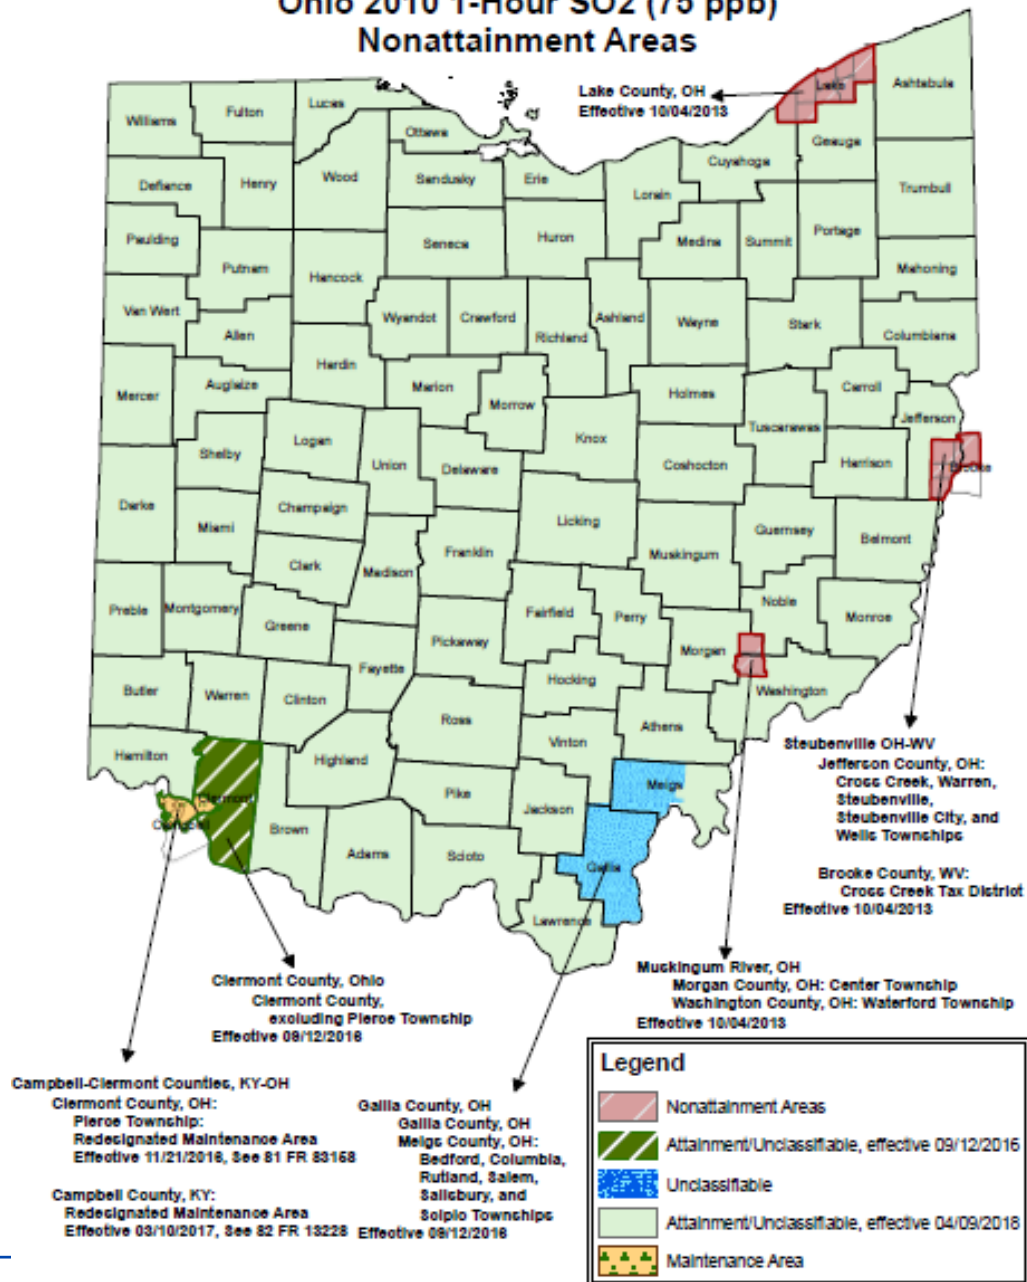 Ohio 2010 1-Hour SO2 (75 ppb)
Nonattainment Areas
Lake County, OH
Effective 10/04/2013
Lake
Ashtabula
Williams
Fulton
Lucas
Ottawa
Geauga
Cuyahoga
Defiance
Henry
Wood
Sandusky
Erie
Lorain
Trumbull
Paulding
Putnam
Hancock
Seneca
Huron
Medina
Summit
Portage
Mahoning
Van Wert
Allen
Wyandot
Crawford
Richland
Ashland
Wayne
Stark
Columbiana
Mercer
Auglaize
Hardin
Marion
Morrow
Holmes
Carroll
Jefferson
Shelby
Logan
Union
Delaware
Knox
Coshocton
Tuscarawas
Harrison
Brooke
Darke
Miami
Champaign
Clark
Madison
Franklin
Licking
Muskingum
Guernsey
Belmont
Preble
Montgomery
Greene
Fayette
Pickaway
Fairfield
Perry
Morgan
Noble
Monroe
Butler
Warren
Clinton
Ross
Hocking
Athens
Washington
Hamilton
Clermont
Highland
Pike
Vinton
Jackson
Meigs
Campbell
Brown
Adams
Scioto
Gallia
Lawrence
Steubenville OH-WV
Jefferson County, OH:
Cross Creek, Warren,
Steubenville,
Steubenville City, and
Wells Townships
Brooke County, WV:
Cross Creek Tax District
Effective 10/04/2013
Muskingum River, OH
Morgan County, OH: Center Township
Washington County, OH: Waterford Township
Effective 10/04/2013
Clermont County, Ohio
Clermont County,
excluding Pierce Township
Effective 09/12/2016
Campbell-Clermont Counties, KY-OH
Clermont County, OH:
Pierce Township:
Redesignated Maintenance Area
Effective 11/21/2016, See 81 FR 83158
Campbell County, KY:
Redesignated Maintenance Area
Effective 03/10/2017, See 82 FR 13228
Gallia County, OH
Gallia County, OH
Meigs County, OH:
Bedford, Columbia,
Rutland, Salem,
Salisbury, and
Scipio Townships
Effective 09/12/2016
Legend
Nonattainment Areas
Attainment/Unclassifiable, effective 09/12/2016
Unclassifiable
Attainment/Unclassifiable, effective 04/09/2018
Maintenance Area